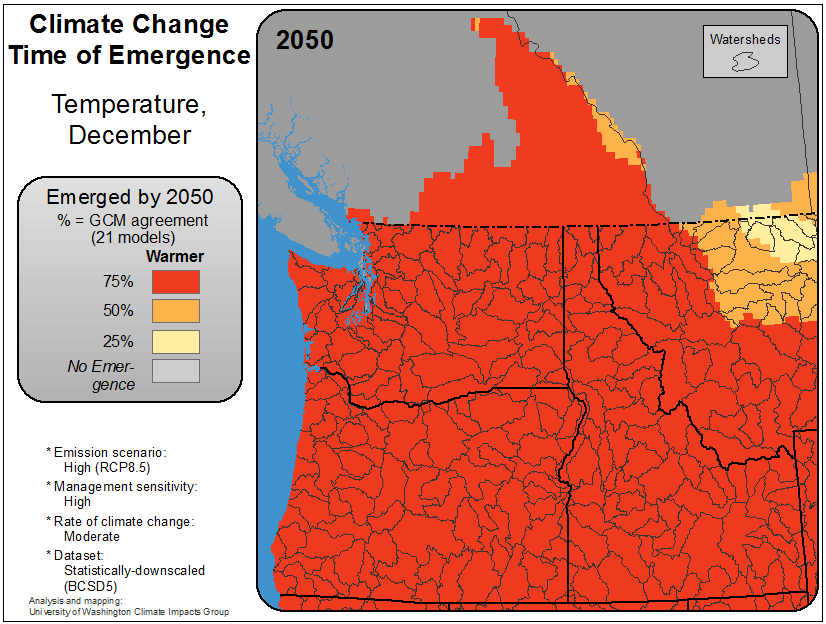 Climate Change
Time of Emergence
Temperature,
December
Emerged by 2050
% = GCM agreement
(21 models)
Warmer
75%
50%
25%
No Emer-
gence
* Emission scenario:
High (RCP8.5)
* Management sensitivity:
High
* Rate of climate change:
Moderate
* Dataset:
Statistically-downscaled
(BCSD5)
Analysis and mapping:
University of Washington Climate Impacts Group
2050
Watersheds